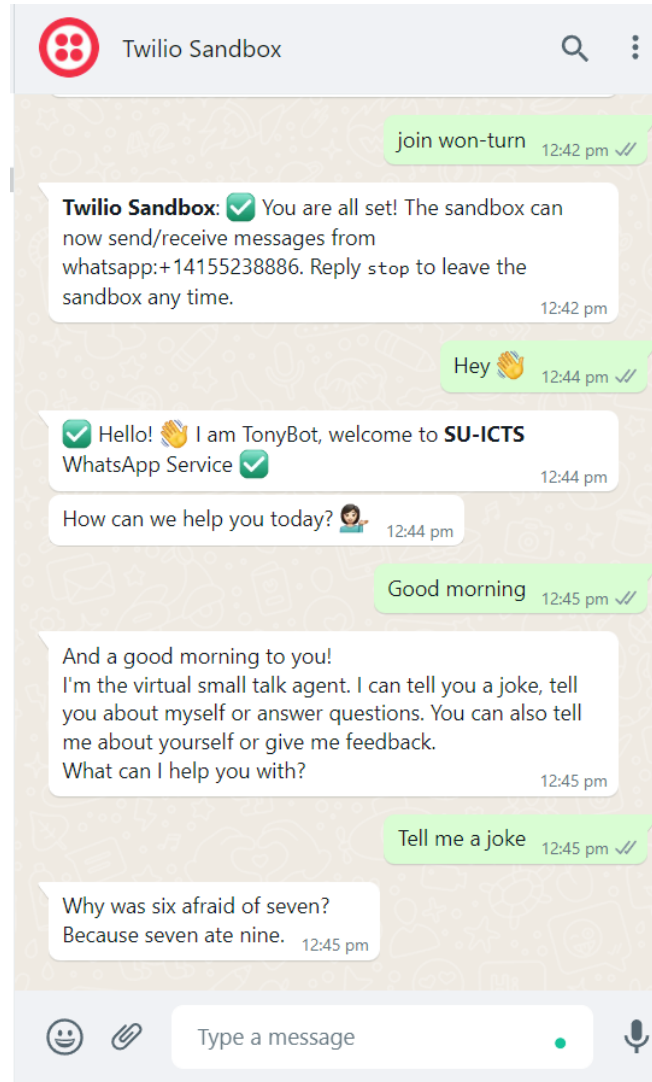 Twilio Sandbox
join won-turn 12:42 pm
Twilio Sandbox: ✅ You are all set! The sandbox can
now send/receive messages from
whatsapp:+14155238886. Reply stop to leave the
sandbox any time.
12:42 pm
Hey 👋 12:44 pm
✅ Hello! 👋 I am TonyBot, welcome to SU-ICTS
WhatsApp Service ✅
12:44 pm
How can we help you today? 💁🏻‍♀️ 12:44 pm
Good morning 12:45 pm
And a good morning to you!
I'm the virtual small talk agent. I can tell you a joke, tell
you about myself or answer questions. You can also tell
me about yourself or give me feedback.
What can I help you with?
12:45 pm
Tell me a joke 12:45 pm
Why was six afraid of seven?
Because seven ate nine. 12:45 pm
Type a message